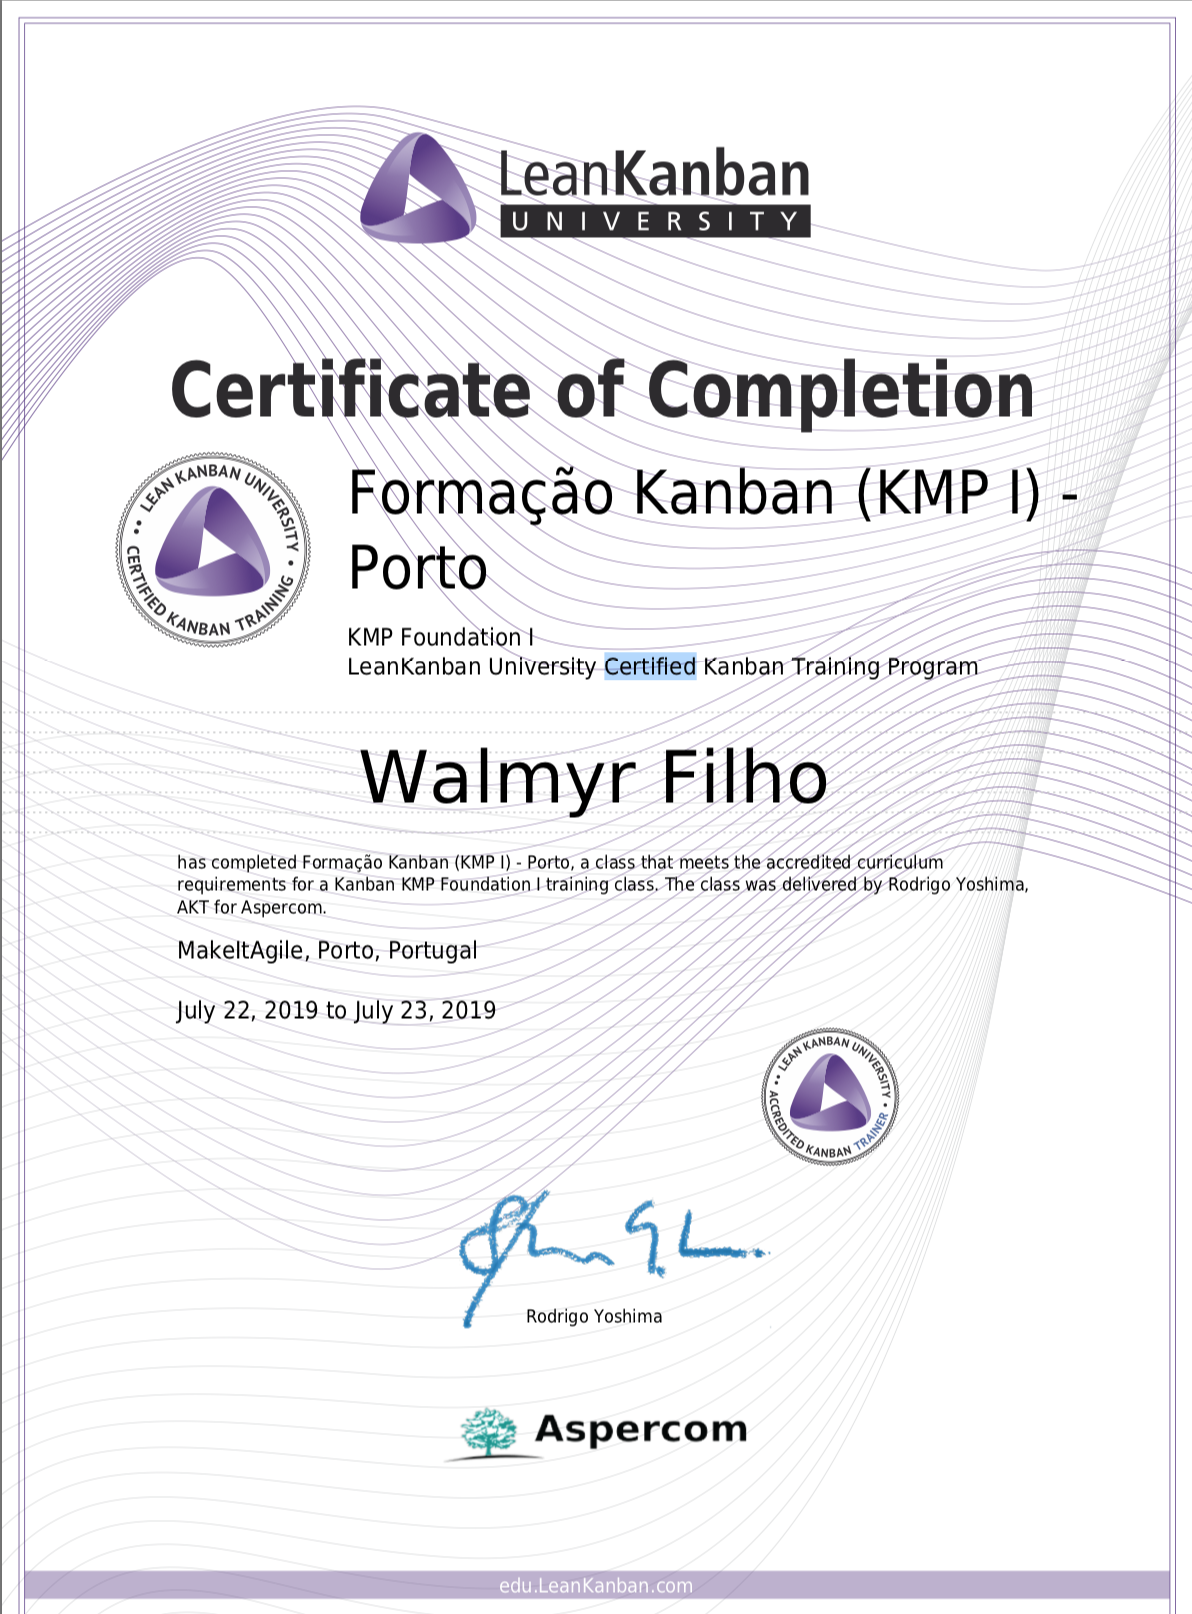 LeanKanban
UNIVERSITY
Certificate of Completion
•• LEAN KANBAN UNIVERSITY •
CERTIFIED KANBAN TRAINING
Formação Kanban (KMP I) -
Porto
KMP Foundation I
LeanKanban University Certified Kanban Training Program
Walmyr Filho
has completed Formação Kanban (KMP I) - Porto, a class that meets the accredited curriculum
requirements for a Kanban KMP Foundation I training class. The class was delivered by Rodrigo Yoshima,
AKT for Aspercom.
MakeItAgile, Porto, Portugal
July 22, 2019 to July 23, 2019
•• LEAN KANBAN UNIVERSITY •
ACCREDITED KANBAN TRAINER
Rodrigo Yoshima
Aspercom
edu.LeanKanban.com